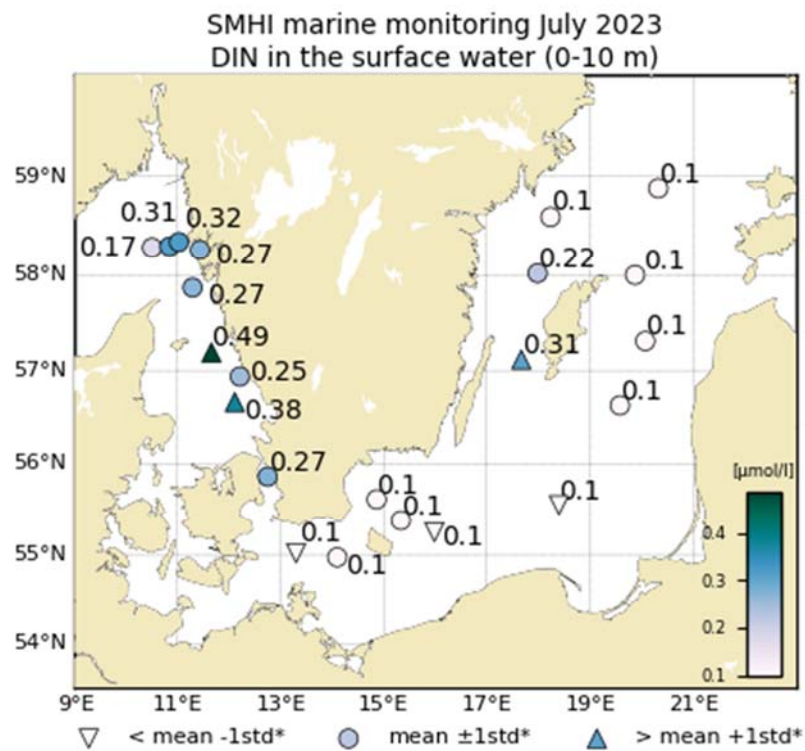 SMHI marine monitoring July 2023
DIN in the surface water (0-10 m)
59°N
58°N
57°N
56°N
55°N
54°N
0.31 0.32
0.17
0.27
0.27
0.49
0.25
0.38
0.27
0.1
0.1
0.22
0.1
0.1
0.31
0.1
0.1
0.1
0.1
0.1
0.1
0.1
[µmol/l]
0.4
0.3
0.2
0.1
9°E 11°E 13°E 15°E 17°E 19°E 21°E
< mean -1std* mean ±1std* > mean +1std*